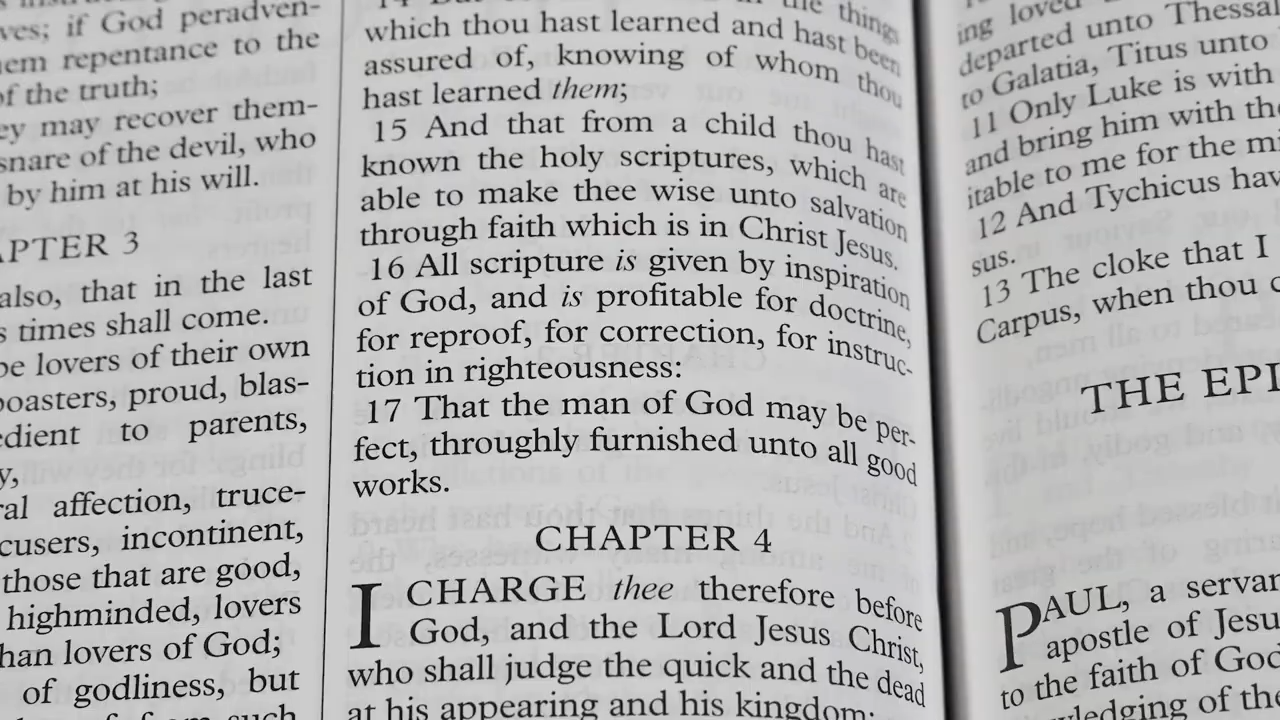 ves; if God peradven-
em repentance to the
of the truth;
ey may recover them-
snare of the devil, who
by him at his will.
APTER 3
also, that in the last
s times shall come.
be lovers of their own
boasters, proud, blas-
edient to parents,
y,
ral affection, truce-
cusers, incontinent,
those that are good,
highminded, lovers
han lovers of God;
of godliness, but
such
the things
which thou hast learned and hast been
assured of, knowing of whom thou
hast learned them;
15 And that from a child thou hast
known the holy scriptures, which are
able to make thee wise unto salvation
through faith which is in Christ Jesus.
16 All scripture is given by inspiration
of God, and is profitable for doctrine,
for reproof, for correction, for instruc-
tion in righteousness:
17 That the man of God may be per-
fect, throughly furnished unto all good
works.
CHAPTER 4
I CHARGE thee therefore before
God, and the Lord Jesus Christ,
who shall judge the quick and the dead
at his appearing and his kingdom;
ing loved
departed unto Thessal
to Galatia, Titus unto
11 Only Luke is with
and bring him with the
itable to me for the mi
12 And Tychicus hav
sus.
13 The cloke that I
Carpus, when thou c
THE EPI
PAUL, a servan
apostle of Jesu
to the faith of God
wledging of the